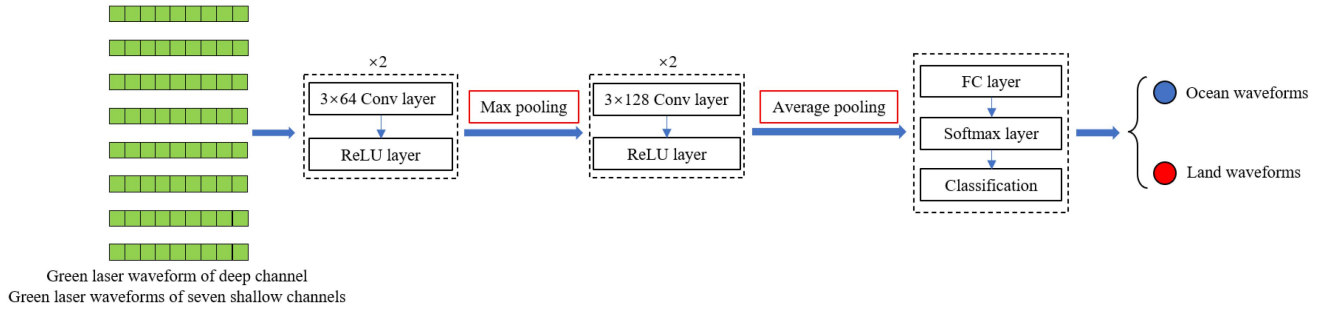 Green laser waveform of deep channel
Green laser waveforms of seven shallow channels
×2
3×64 Conv layer
ReLU layer
Max pooling
×2
3×128 Conv layer
ReLU layer
Average pooling
FC layer
Softmax layer
Classification
Ocean waveforms
Land waveforms